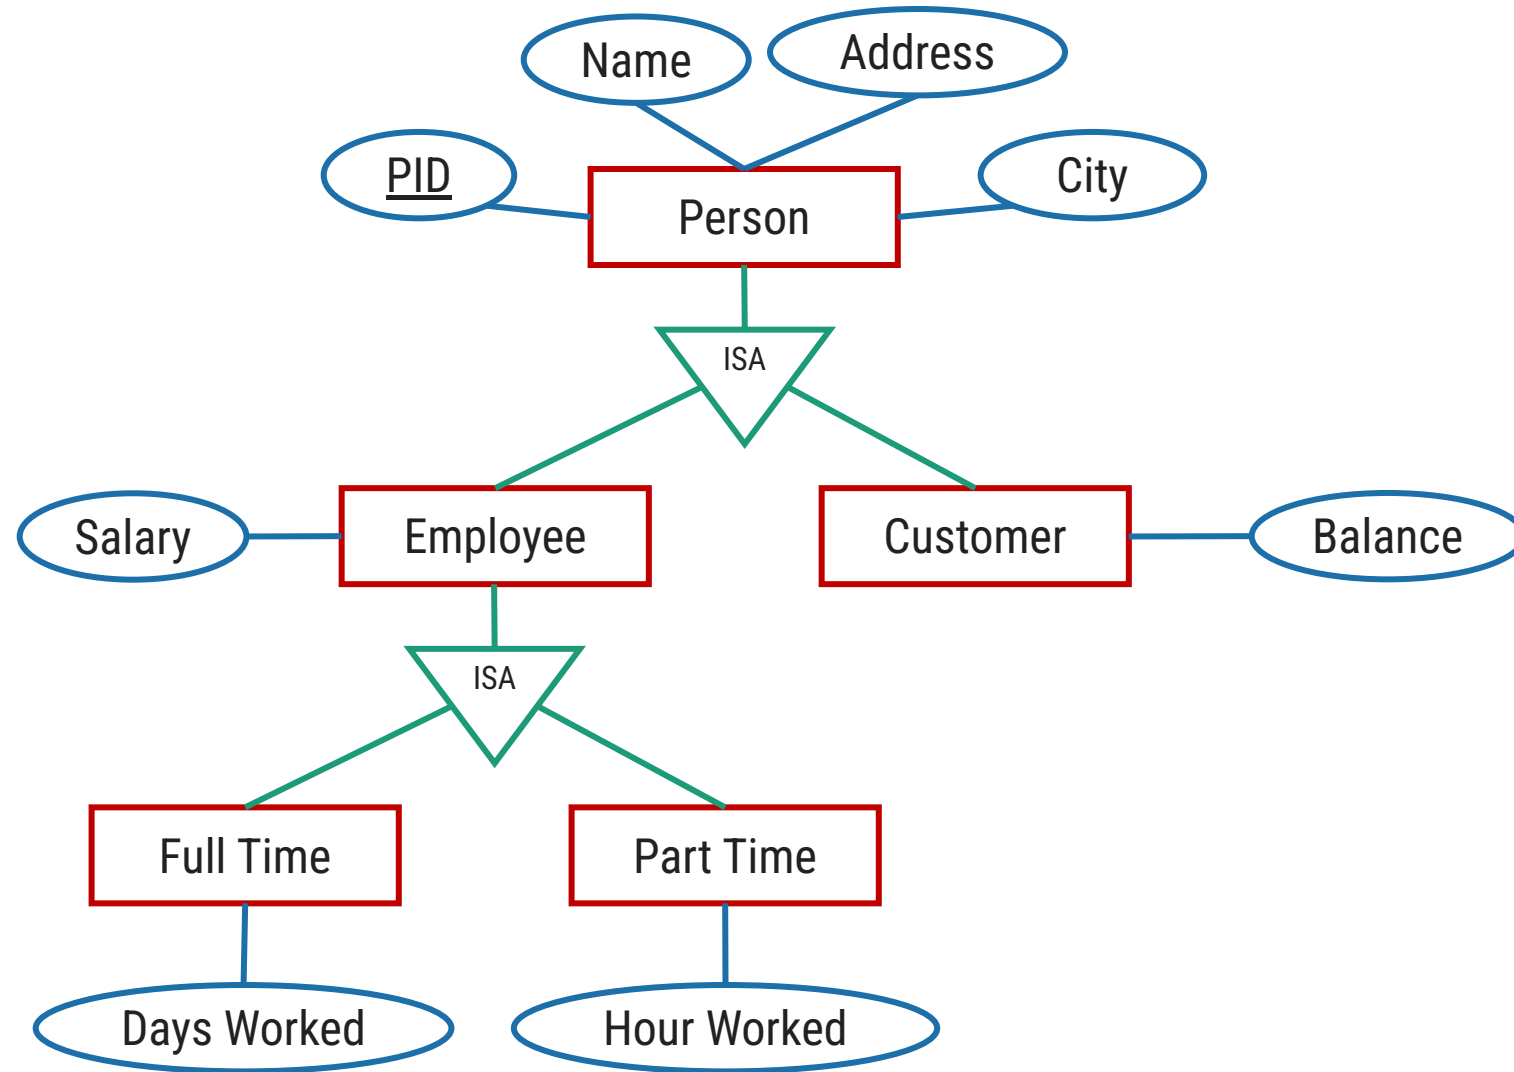 Name
Address
PID
City
Person
ISA
Salary
Employee
Customer
Balance
ISA
Full Time
Part Time
Days Worked
Hour Worked